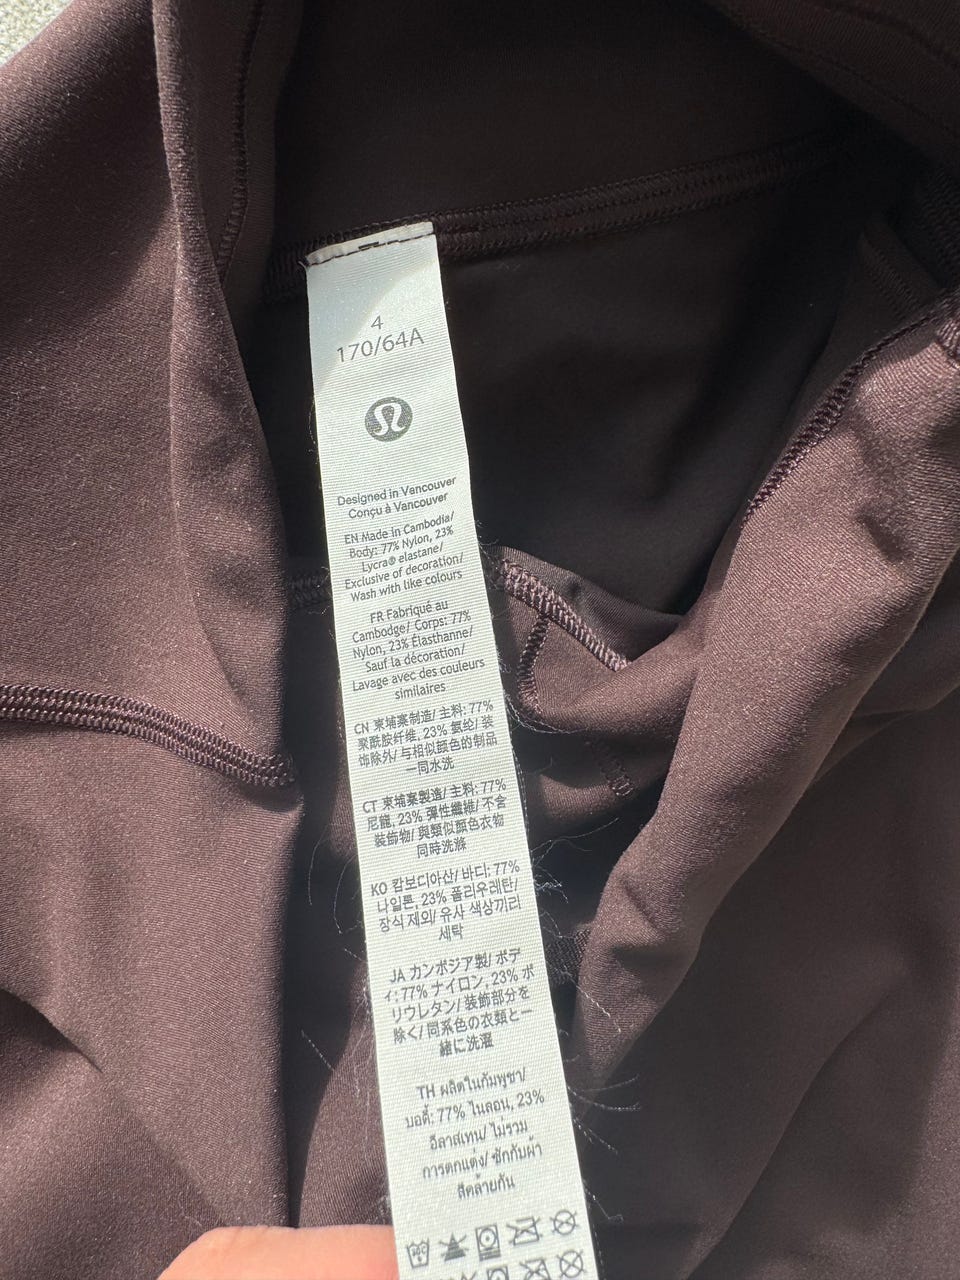 4
170/64A
Designed in Vancouver
Conçu à Vancouver
EN Made in Cambodia/
Body: 77% Nylon, 23%
Lycra® elastane/
Exclusive of decoration/
Wash with like colours
FR Fabriqué au
Cambodge/ Corps: 77%
Nylon, 23% Élasthanne/
Sauf la décoration/
Lavage avec des couleurs
similaires
CN 柬埔寨制造/ 主料: 77%
聚酰胺纤维, 23% 氨纶/ 装
饰除外/ 与相似颜色的制品
一同水洗
CT 柬埔寨製造/ 主料: 77%
尼龍, 23% 彈性纖維/ 不含
裝飾物/ 與類似顏色衣物
同時洗滌
KO 캄보디아산/ 바디: 77%
나일론, 23% 폴리우레탄/
장식 제외/ 유사 색상끼리
세탁
JA カンボジア製/ ボデ
ィ: 77% ナイロン, 23% ポ
リウレタン/ 装飾部分を
除く/ 同系色の衣類と一
緒に洗濯
TH ผลิตในกัมพูชา/
บอดี้: 77% ไนลอน, 23%
อีลาสเทน/ ไม่รวม
การตกแต่ง/ ซักกับผ้า
สีคล้ายกัน